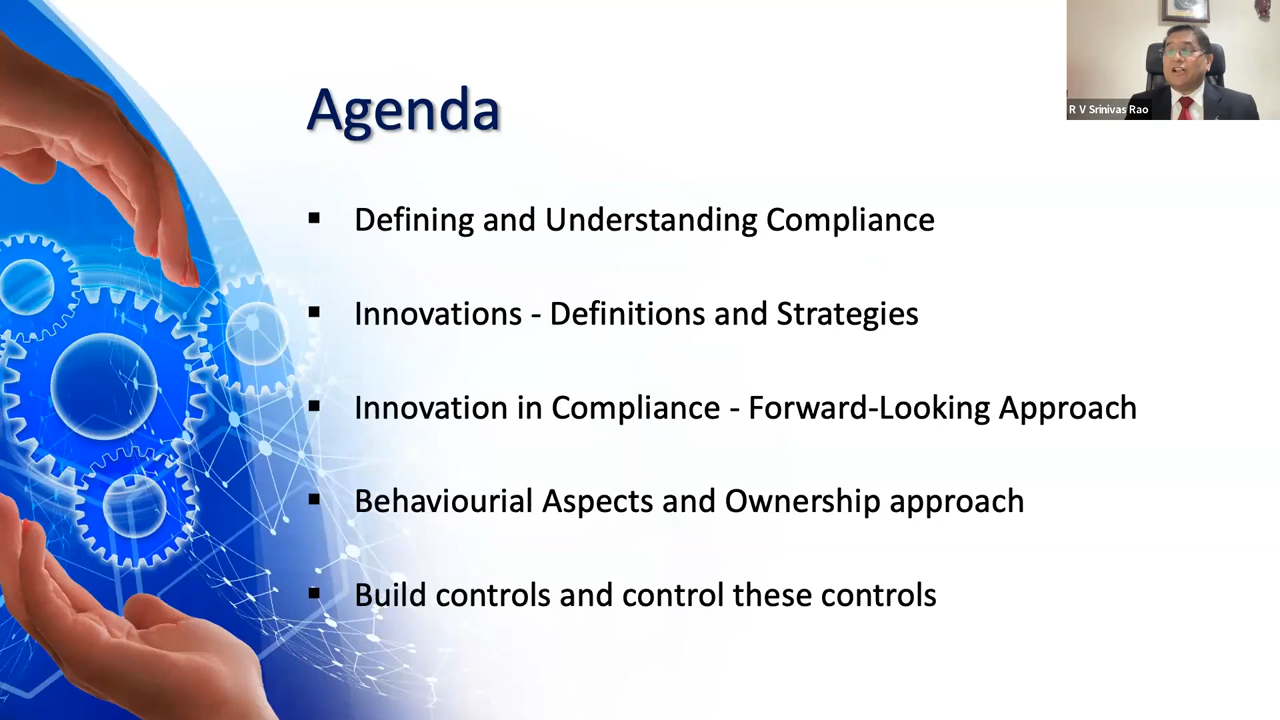 Agenda
R V Srinivas Rao
▪ Defining and Understanding Compliance
▪ Innovations - Definitions and Strategies
▪ Innovation in Compliance - Forward-Looking Approach
▪ Behaviourial Aspects and Ownership approach
▪ Build controls and control these controls